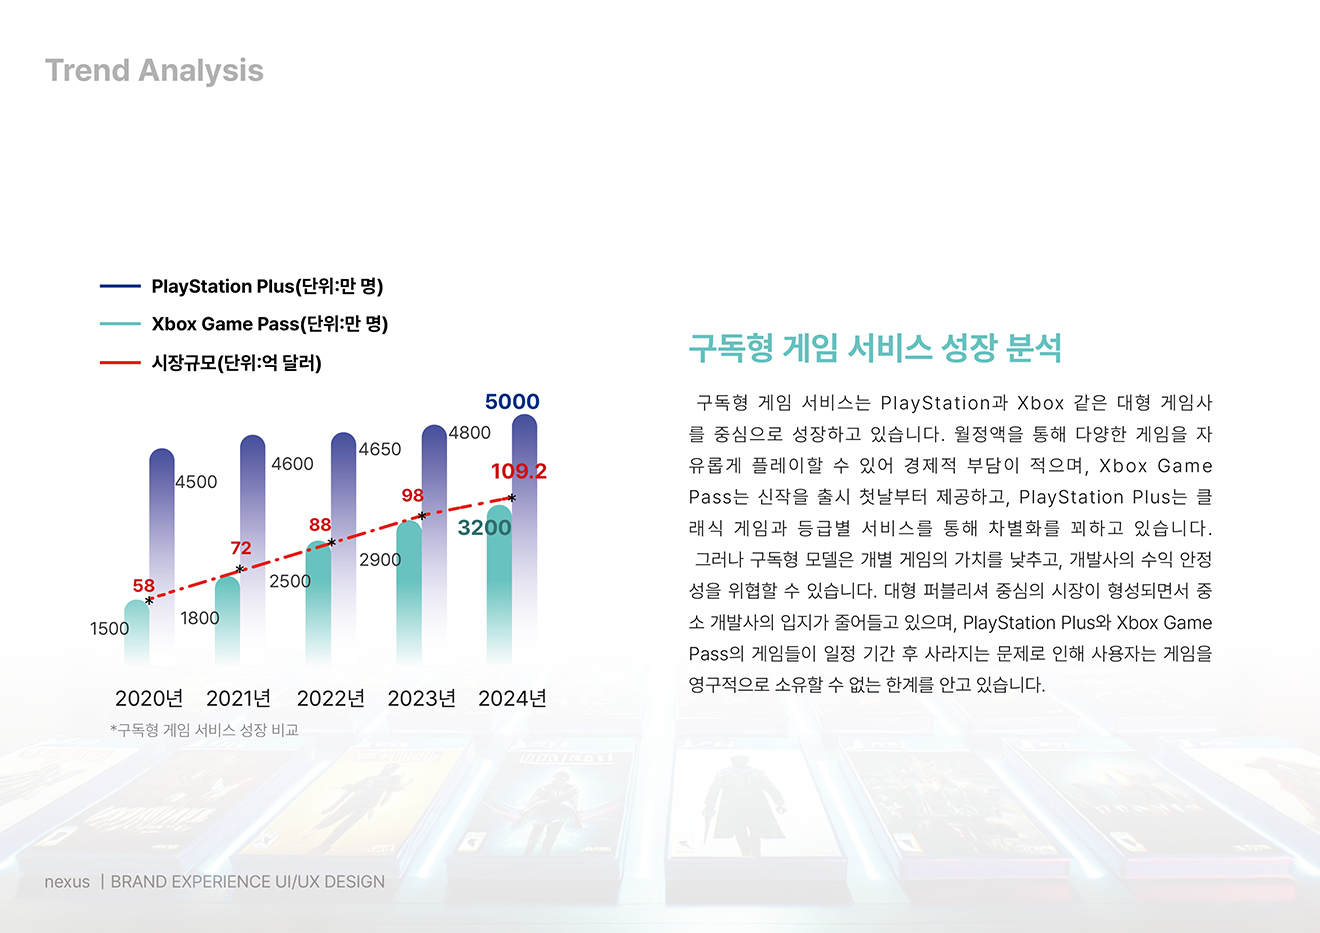 Trend Analysis
PlayStation Plus(단위:만 명)
Xbox Game Pass(단위:만 명)
시장규모(단위:억 달러)
5000
4800
4650
4600
4500
109.2
98
88
72
58
3200
2900
2500
1800
1500
2020년 2021년 2022년 2023년 2024년
*구독형 게임 서비스 성장 비교
구독형 게임 서비스 성장 분석
구독형 게임 서비스는 PlayStation과 Xbox 같은 대형 게임사
를 중심으로 성장하고 있습니다. 월정액을 통해 다양한 게임을 자
유롭게 플레이할 수 있어 경제적 부담이 적으며, Xbox Game
Pass는 신작을 출시 첫날부터 제공하고, PlayStation Plus는 클
래식 게임과 등급별 서비스를 통해 차별화를 꾀하고 있습니다.
그러나 구독형 모델은 개별 게임의 가치를 낮추고, 개발사의 수익 안정
성을 위협할 수 있습니다. 대형 퍼블리셔 중심의 시장이 형성되면서 중
소 개발사의 입지가 줄어들고 있으며, PlayStation Plus와 Xbox Game
Pass의 게임들이 일정 기간 후 사라지는 문제로 인해 사용자는 게임을
영구적으로 소유할 수 없는 한계를 안고 있습니다.
nexus | BRAND EXPERIENCE UI/UX DESIGN